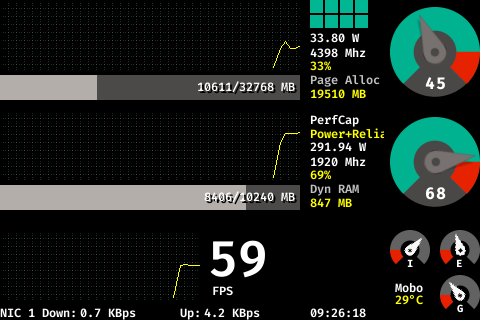 33.80 W
4398 Mhz
33%
10611/32768 MB
Page Alloc
19510 MB
45
PerfCap
Power+Relia
291.94 W
1920 Mhz
69%
8406/10240 MB
Dyn RAM
847 MB
68
59
FPS
I
E
Mobo
29°C
G
NIC 1 Down: 0.7 KBps
Up: 4.2 KBps
09:26:18